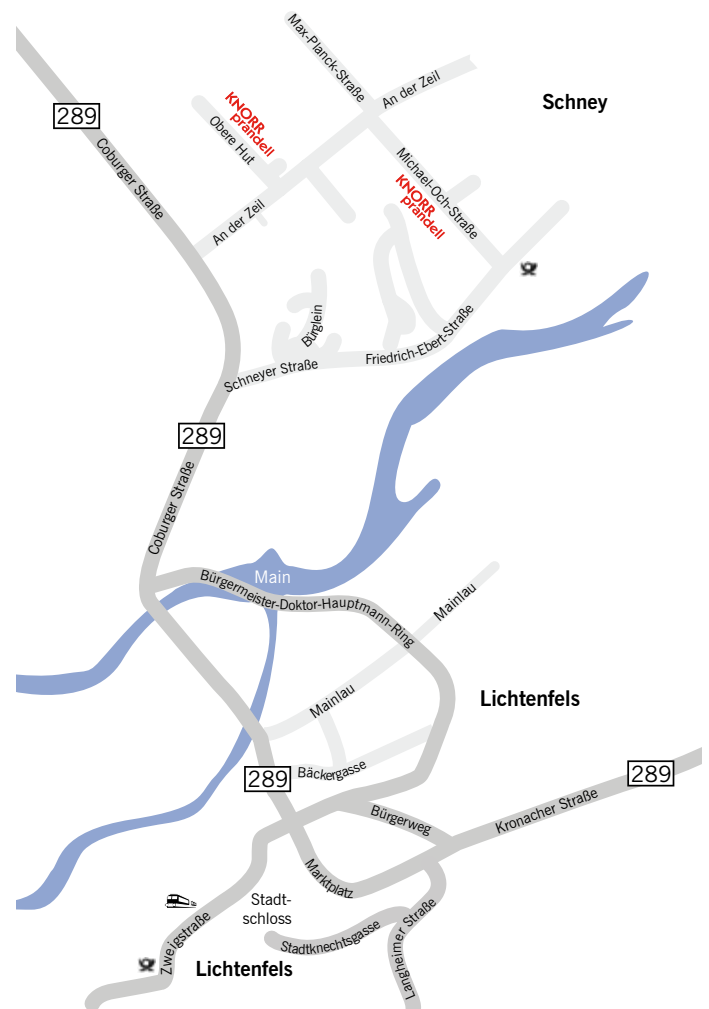 Max-Planck-Straße
An der Zeil
Schney
289
KNORR
prandell
Obere Hut
Coburger Straße
Michael-Och-Straße
KNORR
prandell
An der Zeil
Bürglein
Friedrich-Ebert-Straße
Schneyer Straße
289
Coburger Straße
Main
Bürgermeister-Doktor-Hauptmann-Ring
Mainlau
Mainlau
Lichtenfels
289
Bäckergasse
289
Bürgerweg
Kronacher Straße
Marktplatz
Stadt-
schloss
Zweigstraße
Stadtknechtsgasse
Langheimer Straße
Lichtenfels